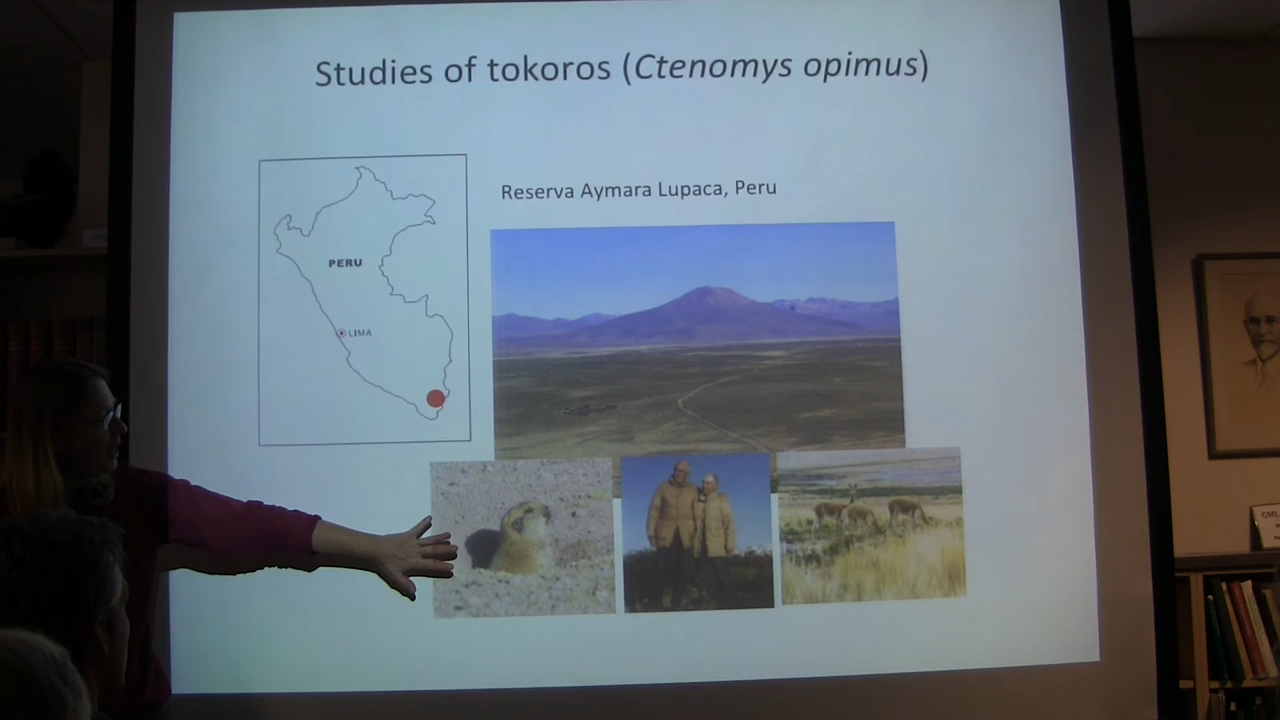 Studies of tokoros (Ctenomys opimus)
Reserva Aymara Lupaca, Peru
PERU
LIMA